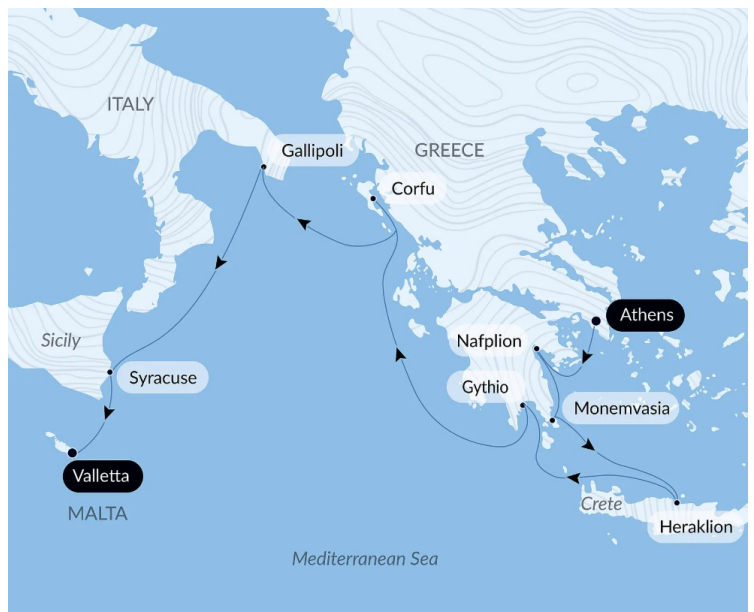 ITALY
Gallipoli
GREECE
Corfu
Athens
Nafplion
Sicily
Syracuse
Gythio
Monemvasia
Valletta
MALTA
Crete
Heraklion
Mediterranean Sea